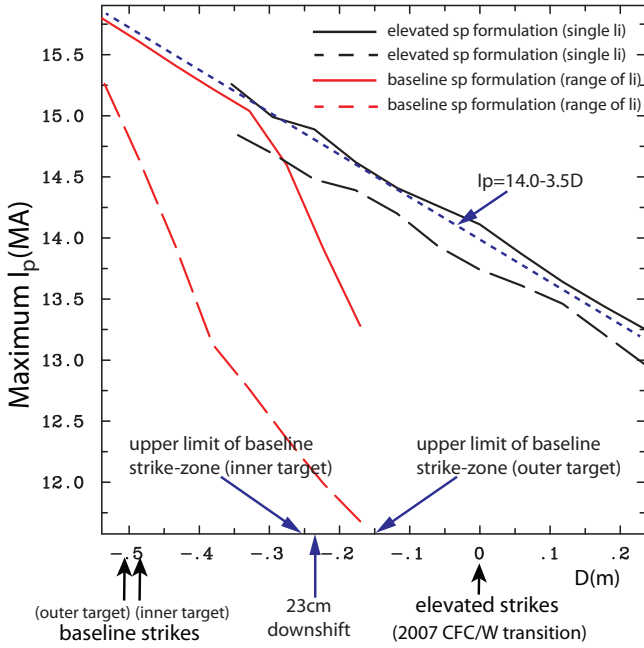 elevated sp formulation (single li)
elevated sp formulation (single li)
baseline sp formulation (range of li)
baseline sp formulation (range of li)
Maximum Ip(MA)
15.5
15.0
14.5
14.0
13.5
13.0
12.5
12.0
Ip=14.0-3.5D
upper limit of baseline
strike-zone (inner target)
upper limit of baseline
strike-zone (outer target)
-.5 -.4 -.3 -.2 -.1 0 .1 .2
D(m)
(outer target) (inner target)
baseline strikes
23cm
downshift
elevated strikes
(2007 CFC/W transition)